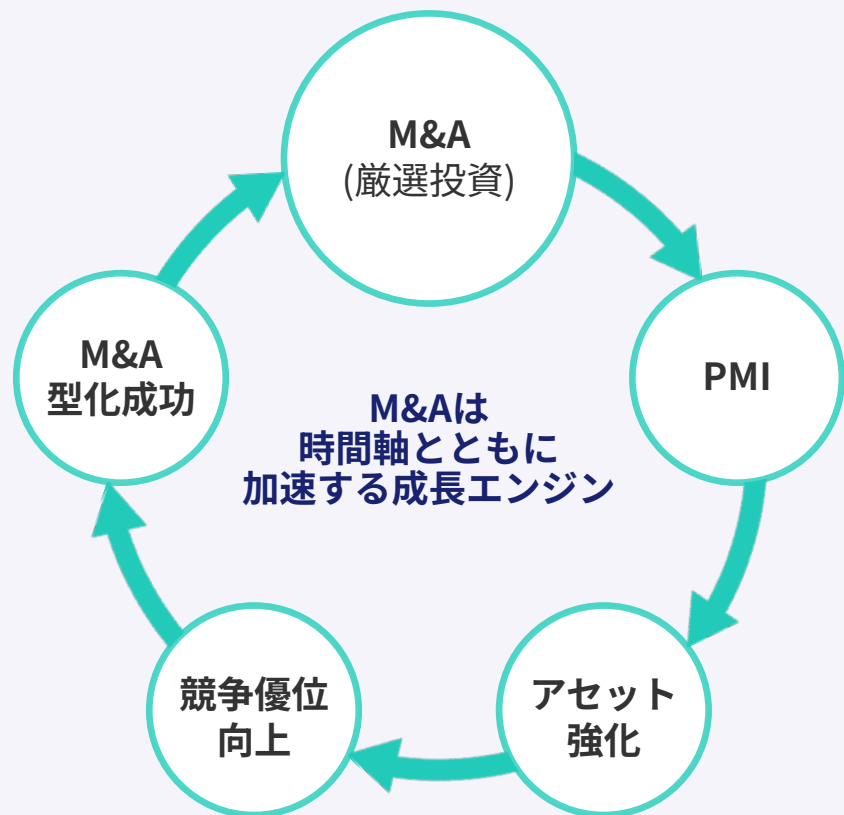 M&A
(厳選投資)
PMI
アセット
強化
競争優位
向上
M&A
型化成功
M&Aは
時間軸とともに
加速する成長エンジン